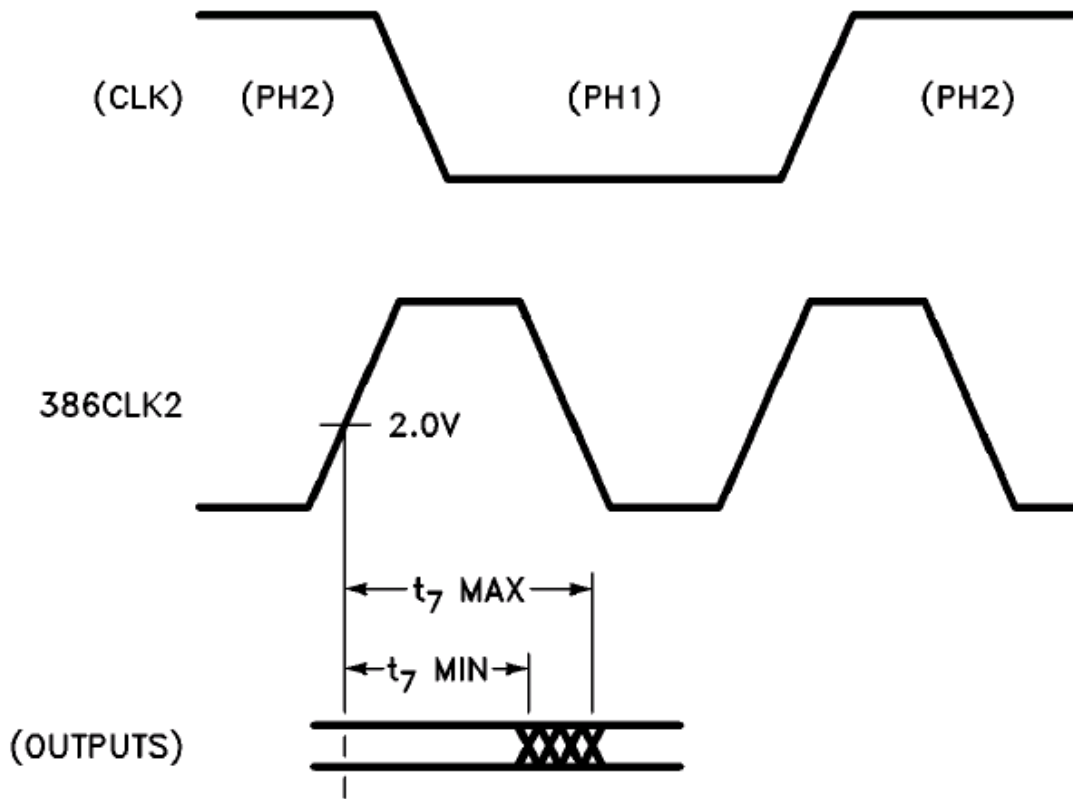 (CLK) (PH2) (PH1) (PH2)
386CLK2 2.0V
t₇ MAX
t₇ MIN
(OUTPUTS)